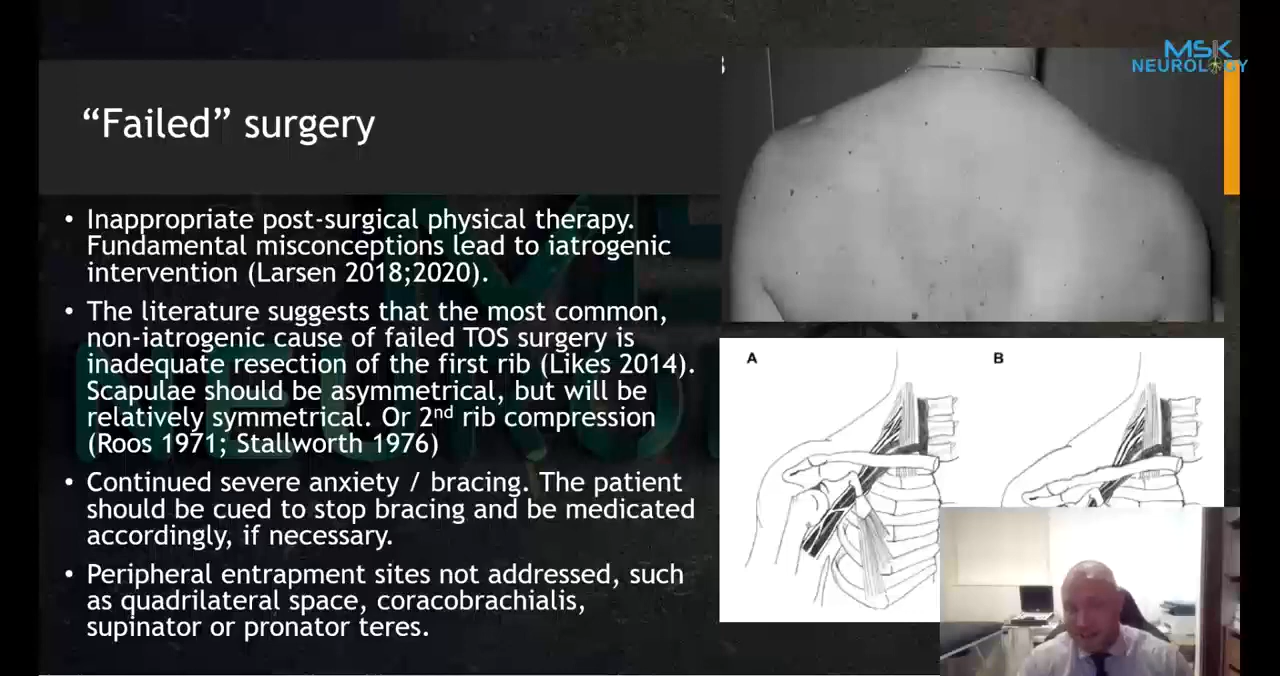 MSK
NEUROLOGY
“Failed” surgery
• Inappropriate post-surgical physical therapy.
Fundamental misconceptions lead to iatrogenic
intervention (Larsen 2018;2020).
• The literature suggests that the most common,
non-iatrogenic cause of failed TOS surgery is
inadequate resection of the first rib (Likes 2014).
Scapulae should be asymmetrical, but will be
relatively symmetrical. Or 2nd rib compression
(Roos 1971; Stallworth 1976)
• Continued severe anxiety / bracing. The patient
should be cued to stop bracing and be medicated
accordingly, if necessary.
• Peripheral entrapment sites not addressed, such
as quadrilateral space, coracobrachialis,
supinator or pronator teres.
A
B